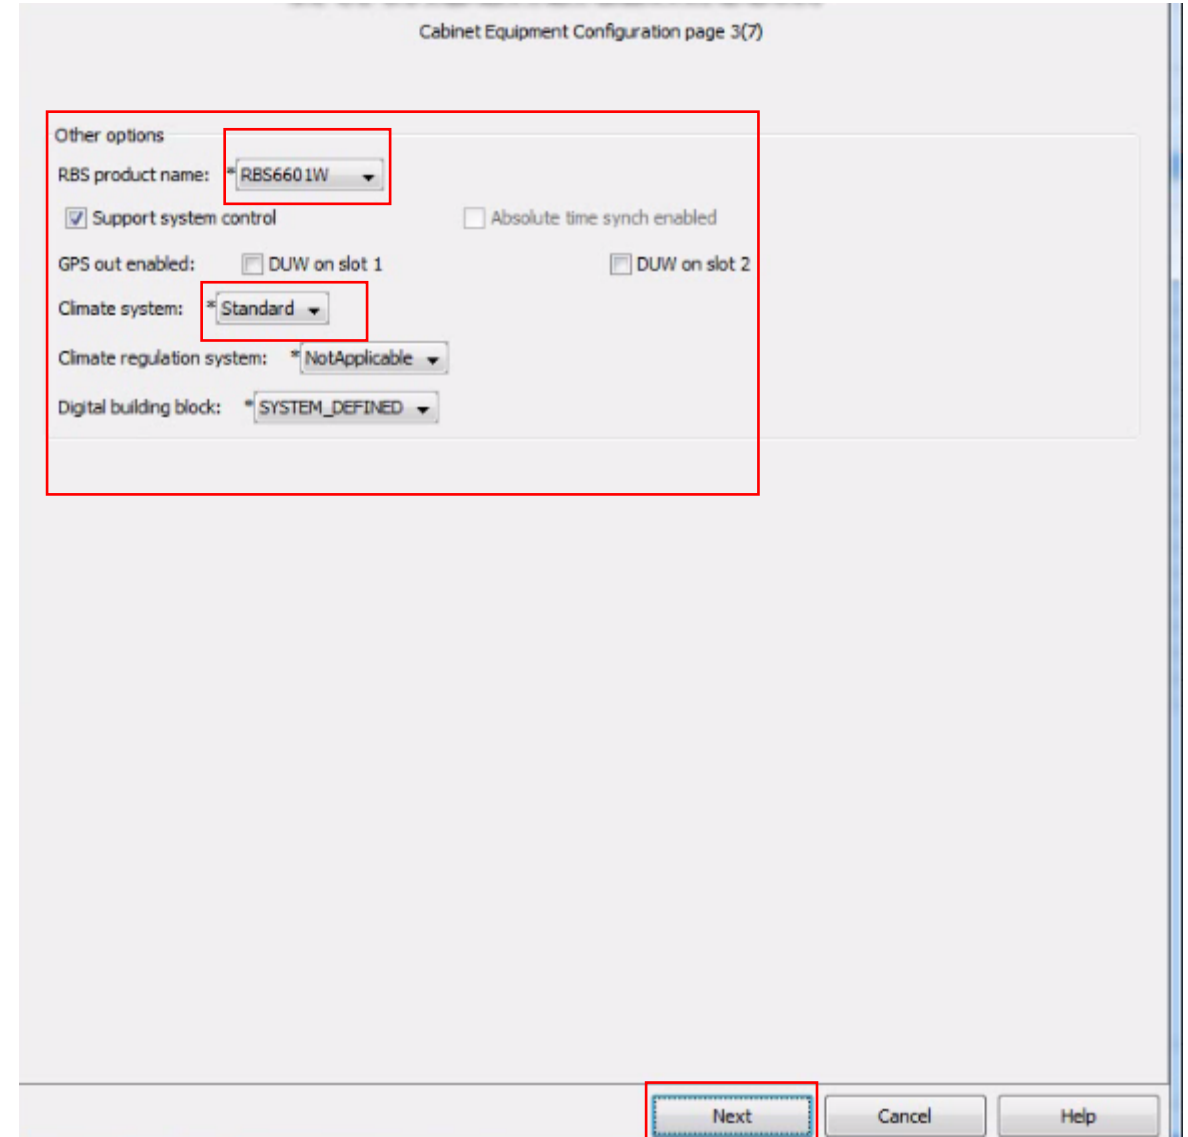 Cabinet Equipment Configuration page 3(7)
Other options
RBS product name: *RBS6601W
Support system control Absolute time synch enabled
GPS out enabled: DUW on slot 1 DUW on slot 2
Climate system: *Standard
Climate regulation system: *NotApplicable
Digital building block: *SYSTEM_DEFINED
Next Cancel Help